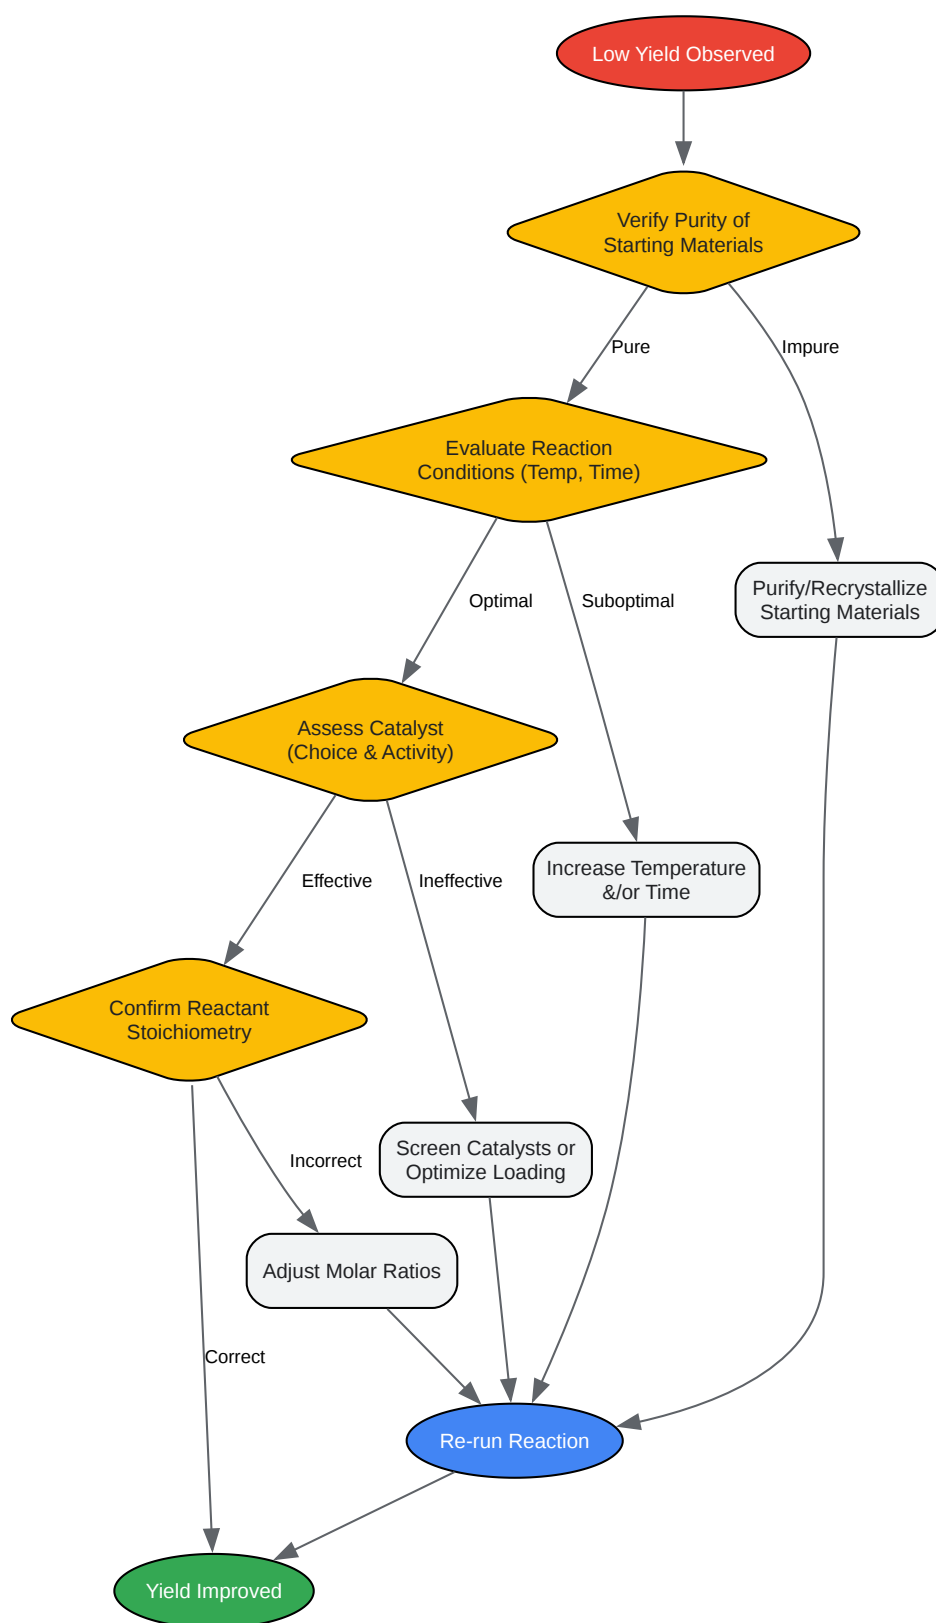 Low Yield Observed
Verify Purity of
Starting Materials
Pure
Impure
Evaluate Reaction
Conditions (Temp, Time)
Optimal
Suboptimal
Purify/Recrystallize
Starting Materials
Assess Catalyst
(Choice & Activity)
Effective
Ineffective
Increase Temperature
&/or Time
Confirm Reactant
Stoichiometry
Incorrect
Screen Catalysts or
Optimize Loading
Adjust Molar Ratios
Correct
Re-run Reaction
Yield Improved